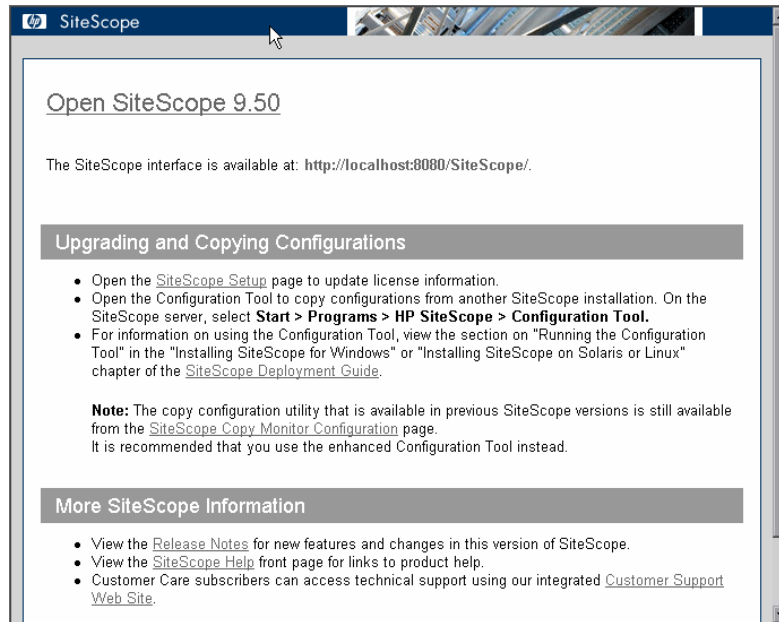 hp SiteScope
Open SiteScope 9.50
The SiteScope interface is available at: http://localhost:8080/SiteScope/.
Upgrading and Copying Configurations
• Open the SiteScope Setup page to update license information.
• Open the Configuration Tool to copy configurations from another SiteScope installation. On the
SiteScope server, select Start > Programs > HP SiteScope > Configuration Tool.
• For information on using the Configuration Tool, view the section on "Running the Configuration
Tool" in the "Installing SiteScope for Windows" or "Installing SiteScope on Solaris or Linux"
chapter of the SiteScope Deployment Guide.
Note: The copy configuration utility that is available in previous SiteScope versions is still available
from the SiteScope Copy Monitor Configuration page.
It is recommended that you use the enhanced Configuration Tool instead.
More SiteScope Information
• View the Release Notes for new features and changes in this version of SiteScope.
• View the SiteScope Help front page for links to product help.
• Customer Care subscribers can access technical support using our integrated Customer Support
Web Site.